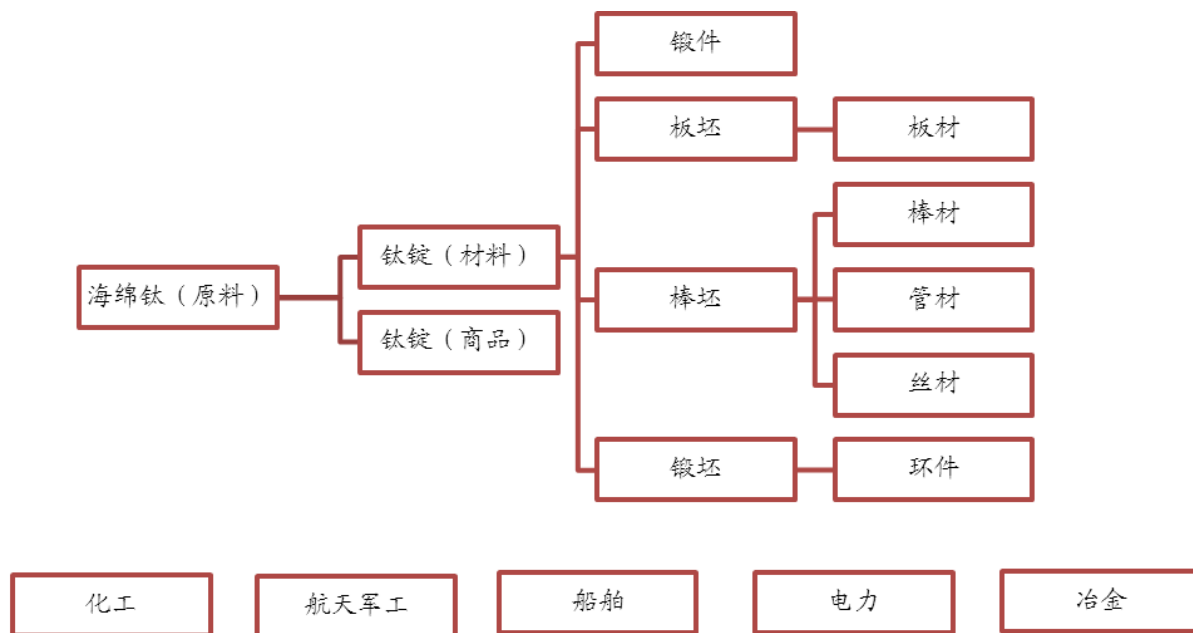 锻件
板坯
板材
棒材
钛锭（材料）
海绵钛（原料）
棒坯
管材
钛锭（商品）
丝材
锻坯
环件
化工
航天军工
船舶
电力
冶金